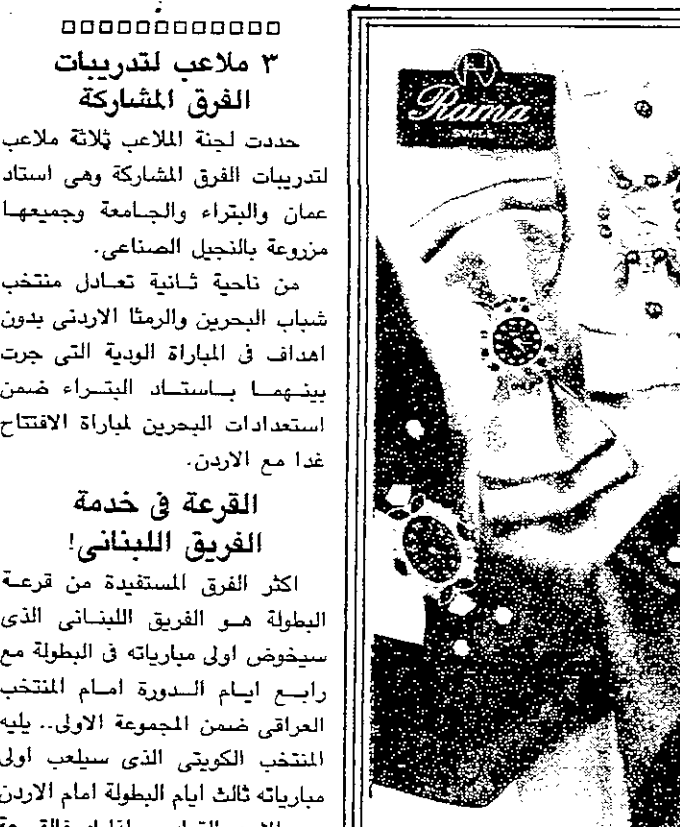 ٣ ملاعب لتدريبات
الفرق المشاركة
حددت لجنة الملاعب ثلاثة ملاعب
لتدريبات الفرق المشاركة وهى استاد
عمان والبتراء والجامعة وجميعها
مزروعة بالنجيل الصناعى.
من ناحية ثانية تعادل منتخب
شباب البحرين والرمثا الاردنى بدون
اهداف فى المباراة الودية التى جرت
بينهما باستاد البتراء ضمن
استعدادات البحرين لمباراة الافتتاح
غدا مع الاردن.
القرعة فى خدمة
الفريق اللبنانى!
اكثر الفرق المستفيدة من قرعة
البطولة هو الفريق اللبنانى الذى
سيخوض اولى مبارياته فى البطولة مع
رابع ايام الدورة امام المنتخب
العراقى ضمن المجموعة الاولى.. يليه
المنتخب الكويتى الذى سيلعب اولى
مبارياته ثالث ايام البطولة امام الاردن
Rama
SWISS